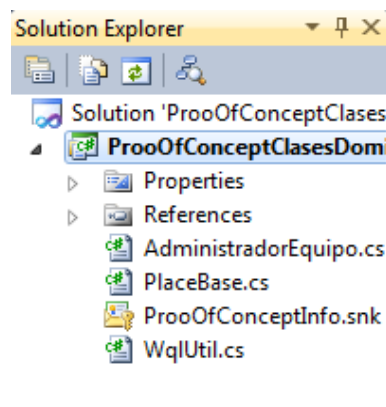 Solution Explorer
Solution 'ProoOfConceptClases
ProoOfConceptClasesDomi
Properties
References
AdministradorEquipo.cs
PlaceBase.cs
ProoOfConceptInfo.snk
WqlUtil.cs